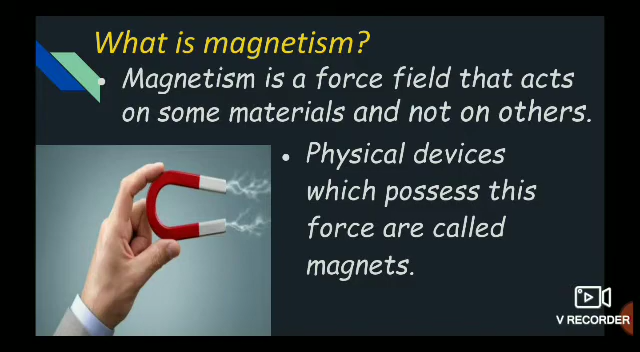 What is magnetism?
• Magnetism is a force field that acts
on some materials and not on others.
• Physical devices
which possess this
force are called
magnets.
V RECORDER